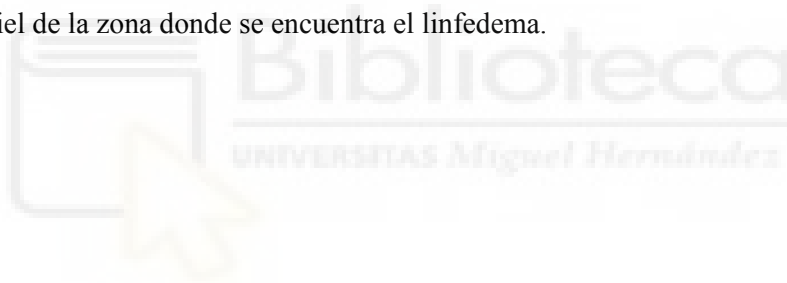 iel de la zona donde se encuentra el linfedema.
Biblioteca
UNIVERSITAS Miguel Hernández